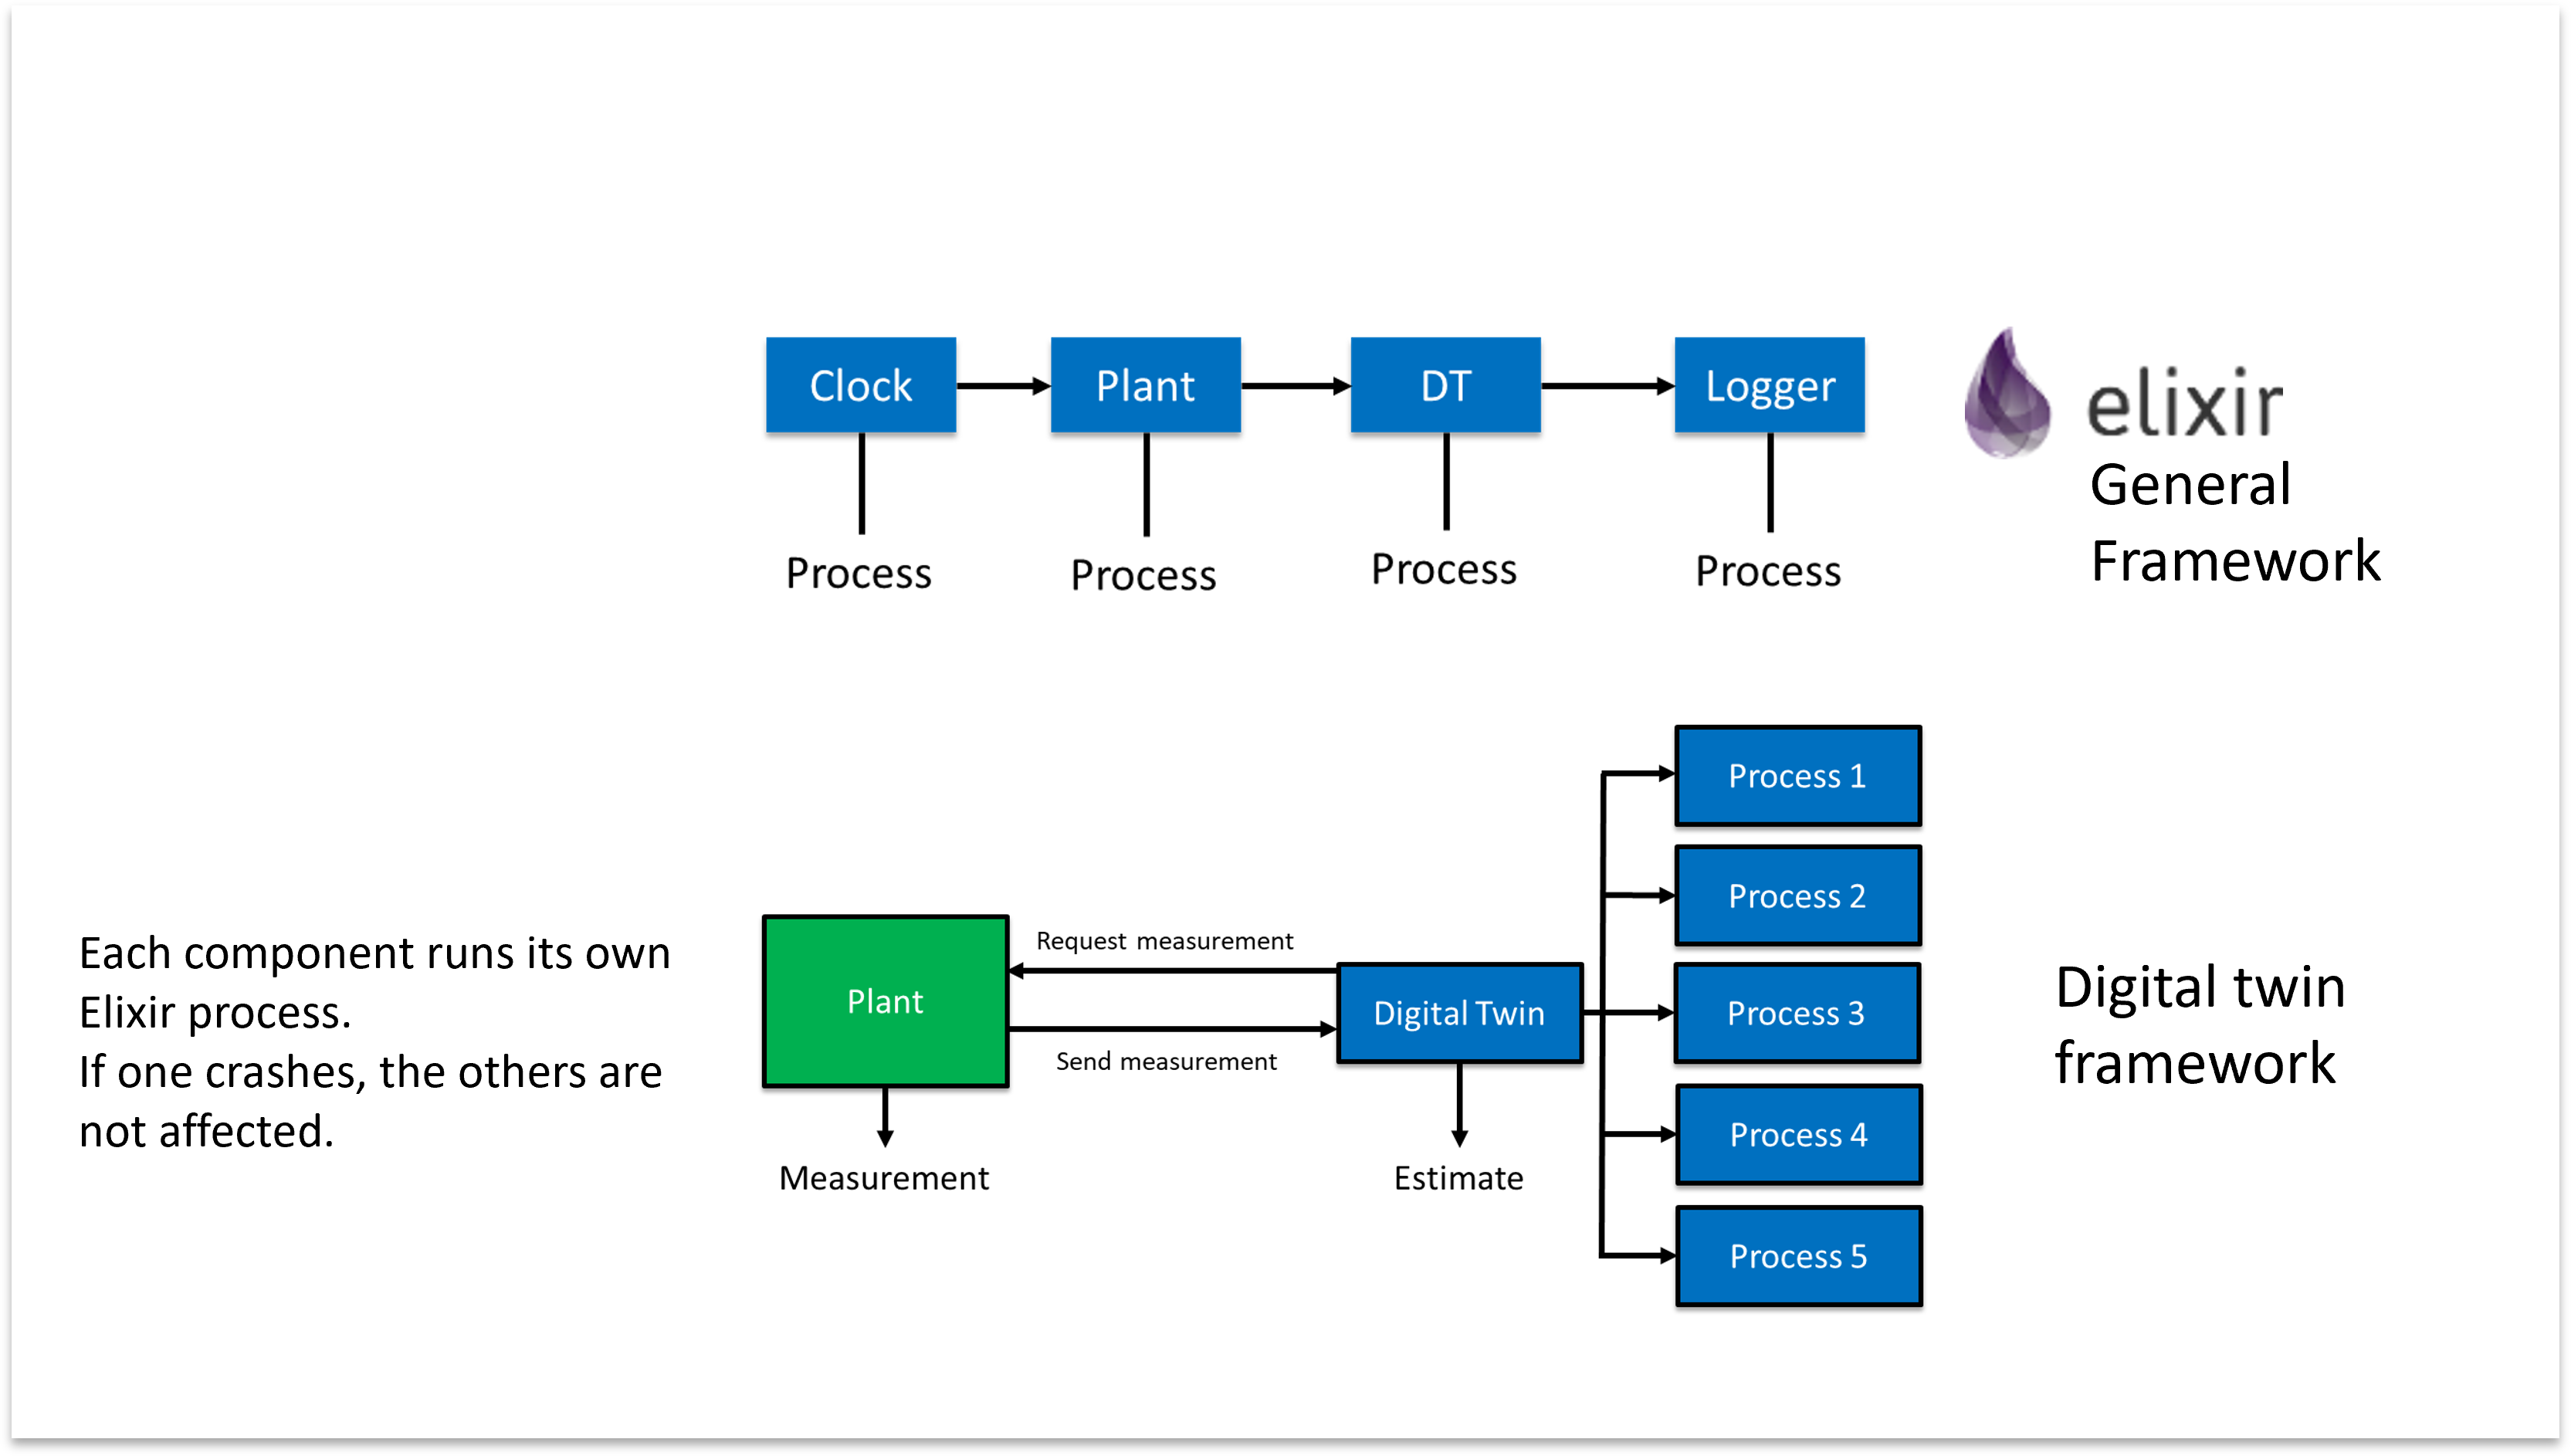 Clock
Plant
DT
Logger
elixir
General
Framework
Process
Process
Process
Process
Process 1
Process 2
Each component runs its own
Elixir process.
If one crashes, the others are
not affected.
Plant
Request measurement
Send measurement
Digital Twin
Process 3
Digital twin
framework
Process 4
Measurement
Estimate
Process 5